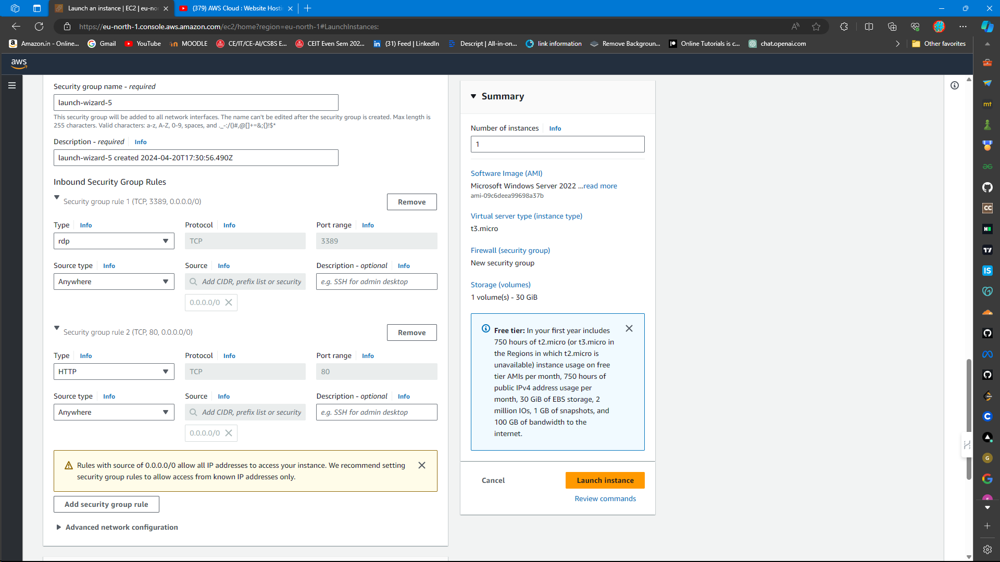 Launch an instance | EC2 | eu-nor
(379) AWS Cloud : Website Hosti
https://eu-north-1.console.aws.amazon.com/ec2/home?region=eu-north-1#LaunchInstances:
Amazon.in - Online...
Gmail
YouTube
MOODLE
CE/IT/CE-AI/CSBS E...
CEIT Even Sem 202...
(31) Feed | LinkedIn
Descript | All-in-on...
link information
Remove Backgroun...
Online Tutorials is c...
chat.openai.com
Other favorites
aws
Security group name - required
launch-wizard-5
This security group will be added to all network interfaces. The name can't be edited after the security group is created. Max length is
255 characters. Valid characters: a-z, A-Z, 0-9, spaces, and ._-:/()#,@[]+=&;{}!$*
Description - required Info
launch-wizard-5 created 2024-04-20T17:30:56.490Z
Inbound Security Group Rules
Security group rule 1 (TCP, 3389, 0.0.0.0/0)
Remove
Type Info
Protocol Info
Port range Info
rdp
TCP
3389
Source type Info
Source Info
Description - optional Info
Anywhere
Add CIDR, prefix list or security
e.g. SSH for admin desktop
0.0.0.0/0
Security group rule 2 (TCP, 80, 0.0.0.0/0)
Remove
Type Info
Protocol Info
Port range Info
HTTP
TCP
80
Source type Info
Source Info
Description - optional Info
Anywhere
Add CIDR, prefix list or security
e.g. SSH for admin desktop
0.0.0.0/0
Rules with source of 0.0.0.0/0 allow all IP addresses to access your instance. We recommend setting
security group rules to allow access from known IP addresses only.
Add security group rule
Advanced network configuration
Summary
Number of instances Info
1
Software Image (AMI)
Microsoft Windows Server 2022 ...read more
ami-09c6deea99698a37b
Virtual server type (instance type)
t3.micro
Firewall (security group)
New security group
Storage (volumes)
1 volume(s) - 30 GiB
Free tier: In your first year includes
750 hours of t2.micro (or t3.micro in
the Regions in which t2.micro is
unavailable) instance usage on free
tier AMIs per month, 750 hours of
public IPv4 address usage per
month, 30 GiB of EBS storage, 2
million IOs, 1 GB of snapshots, and
100 GB of bandwidth to the
internet.
Cancel
Launch instance
Review commands
mt
CC
H
IS
C
G